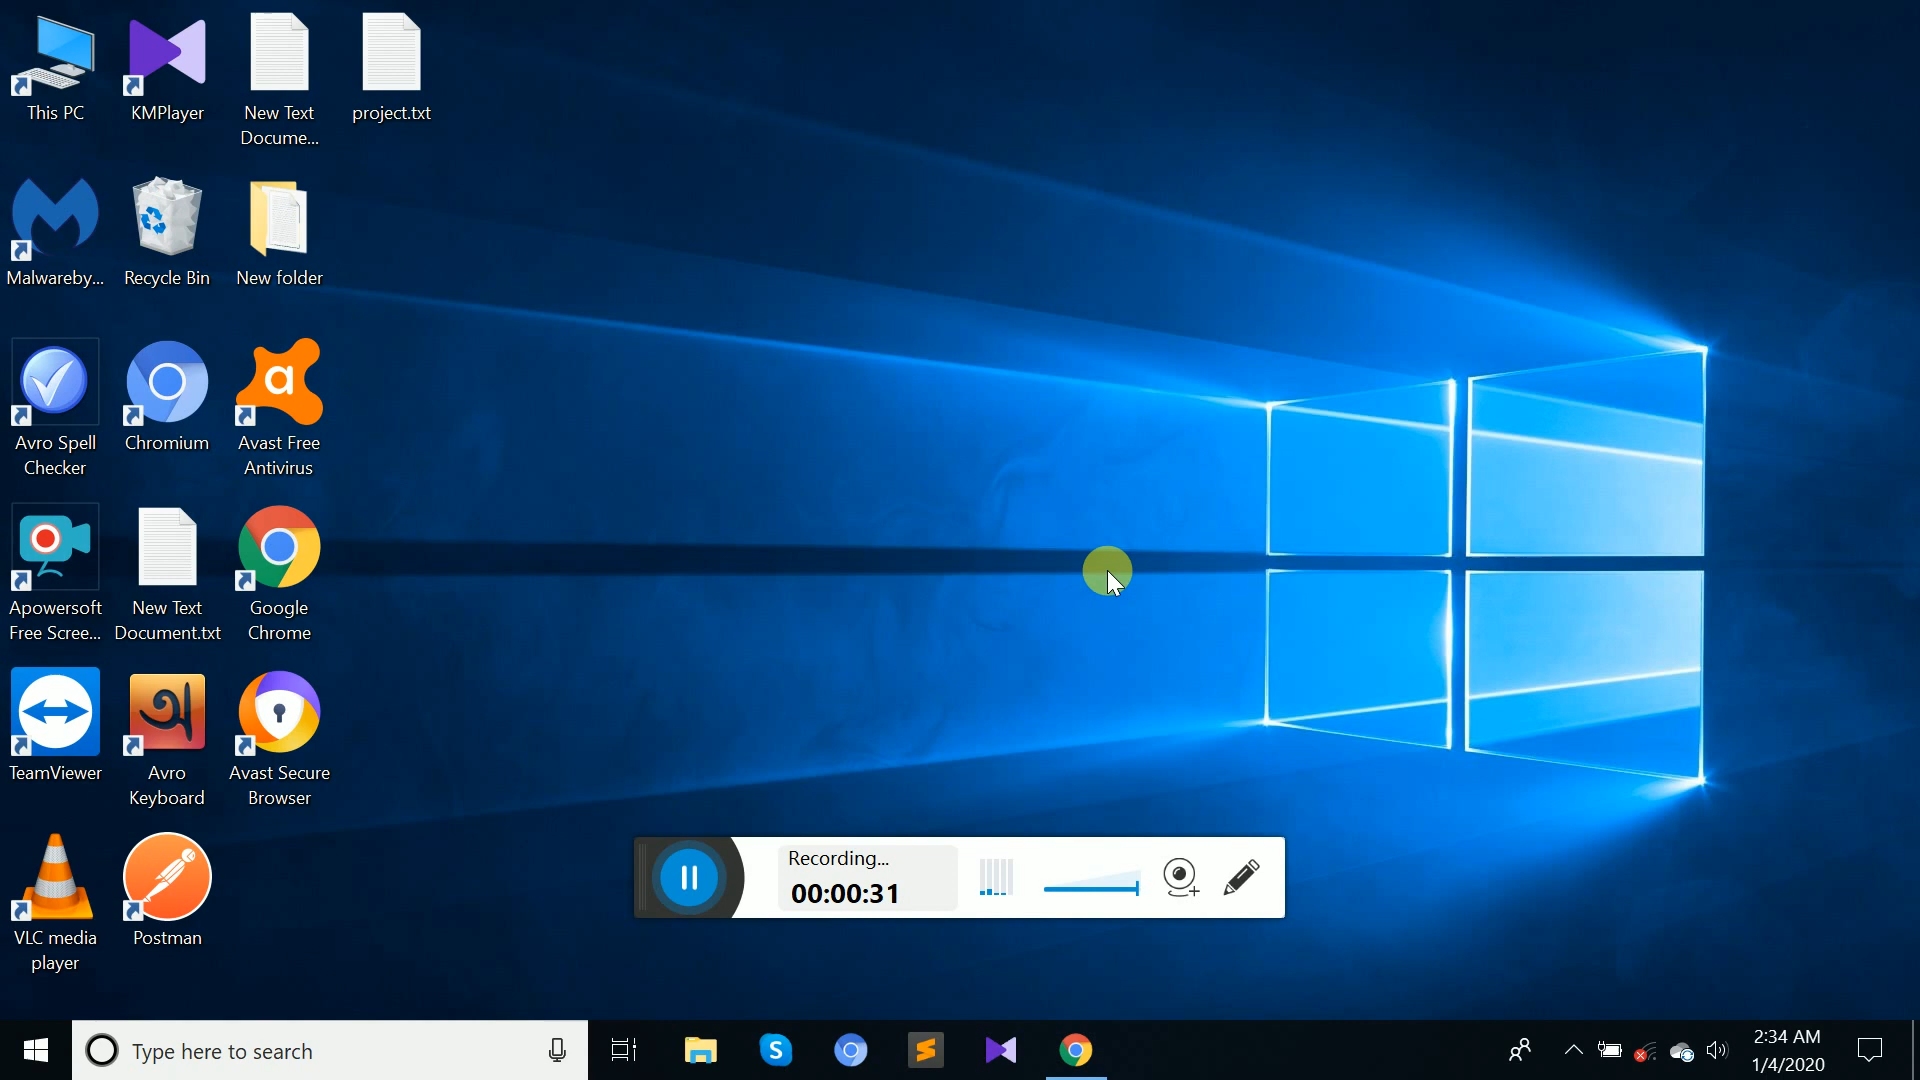 This PC
KMPlayer
New Text
Docume...
project.txt
Malwareby...
Recycle Bin
New folder
Avro Spell
Checker
Chromium
a
Avast Free
Antivirus
Apowersoft
Free Scree...
New Text
Document.txt
Google
Chrome
TeamViewer
অ
Avro
Keyboard
Avast Secure
Browser
VLC media
player
Postman
Recording...
00:00:31
Type here to search
S
2:34 AM
1/4/2020